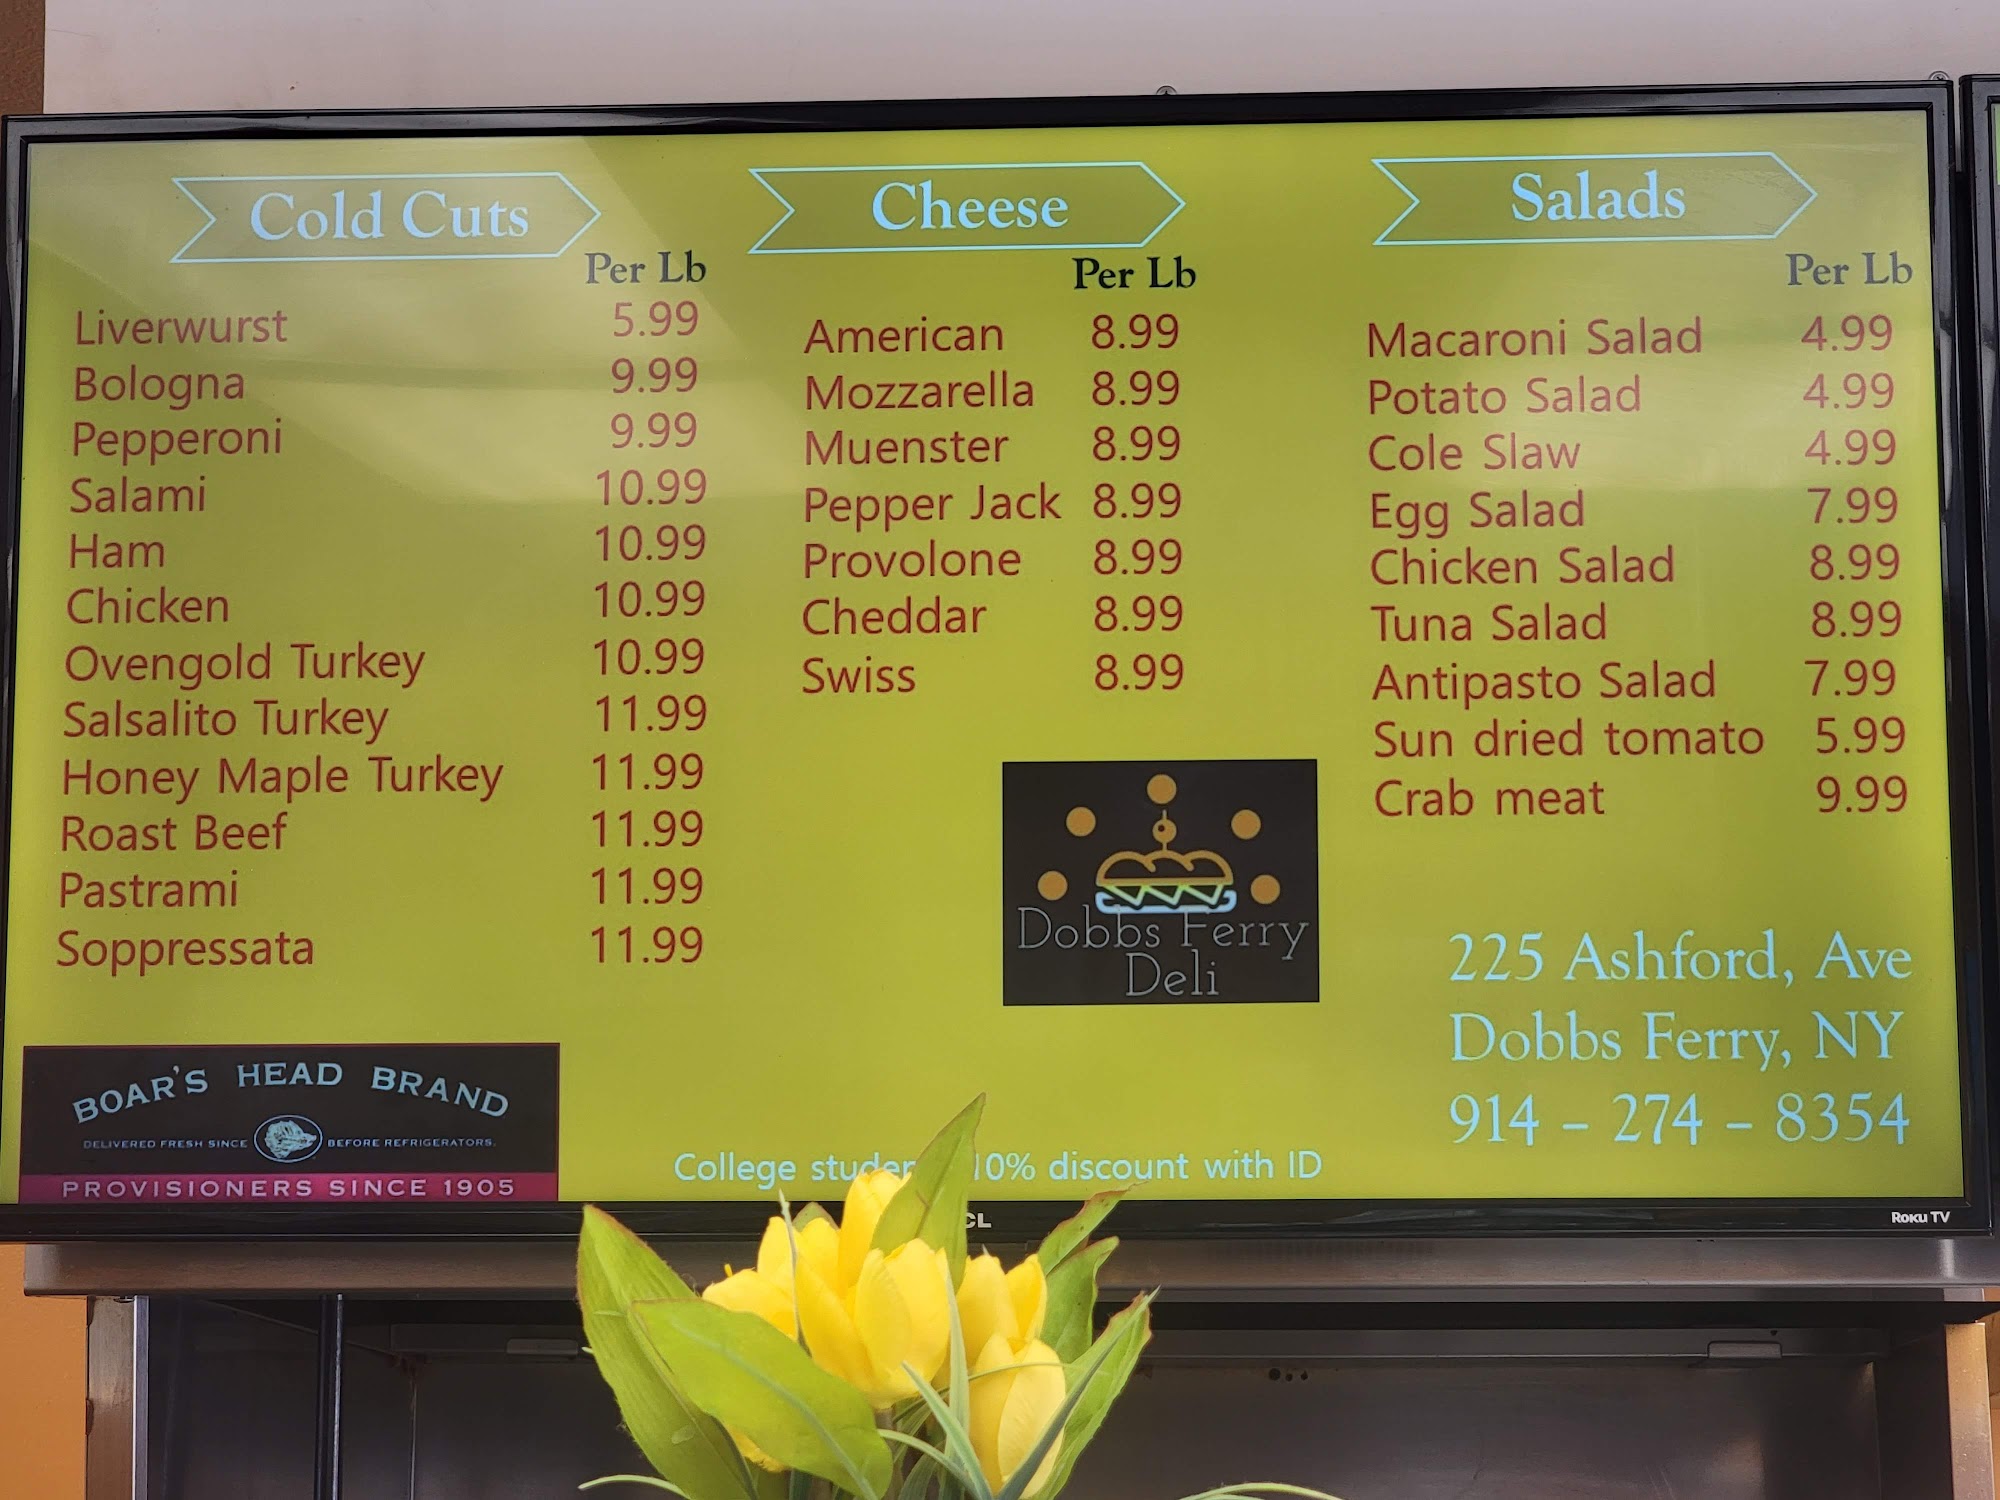 Cold Cuts
Per Lb
Liverwurst 5.99
Bologna 9.99
Pepperoni 9.99
Salami 10.99
Ham 10.99
Chicken 10.99
Ovengold Turkey 10.99
Salsalito Turkey 11.99
Honey Maple Turkey 11.99
Roast Beef 11.99
Pastrami 11.99
Soppressata 11.99
BOAR'S HEAD BRAND
DELIVERED FRESH SINCE BEFORE REFRIGERATORS.
PROVISIONERS SINCE 1905
Cheese
Per Lb
American 8.99
Mozzarella 8.99
Muenster 8.99
Pepper Jack 8.99
Provolone 8.99
Cheddar 8.99
Swiss 8.99
Dobbs Ferry
Deli
College 10% discount with ID
Salads
Per Lb
Macaroni Salad 4.99
Potato Salad 4.99
Cole Slaw 4.99
Egg Salad 7.99
Chicken Salad 8.99
Tuna Salad 8.99
Antipasto Salad 7.99
Sun dried tomato 5.99
Crab meat 9.99
225 Ashford, Ave
Dobbs Ferry, NY
914 - 274 - 8354
Roku TV